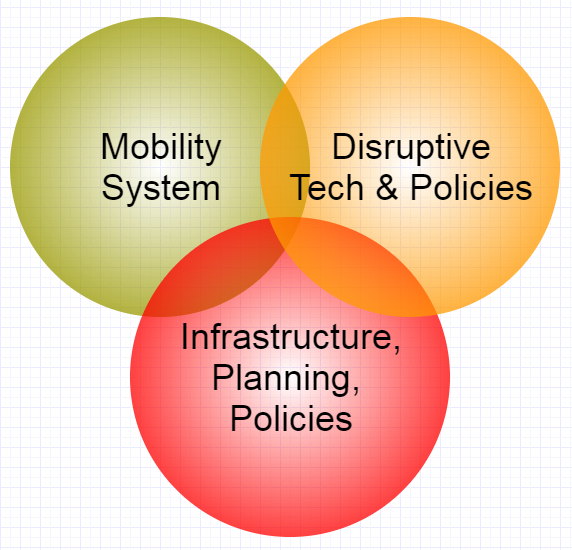 Mobility
System
Disruptive
Tech & Policies
Infrastructure,
Planning,
Policies